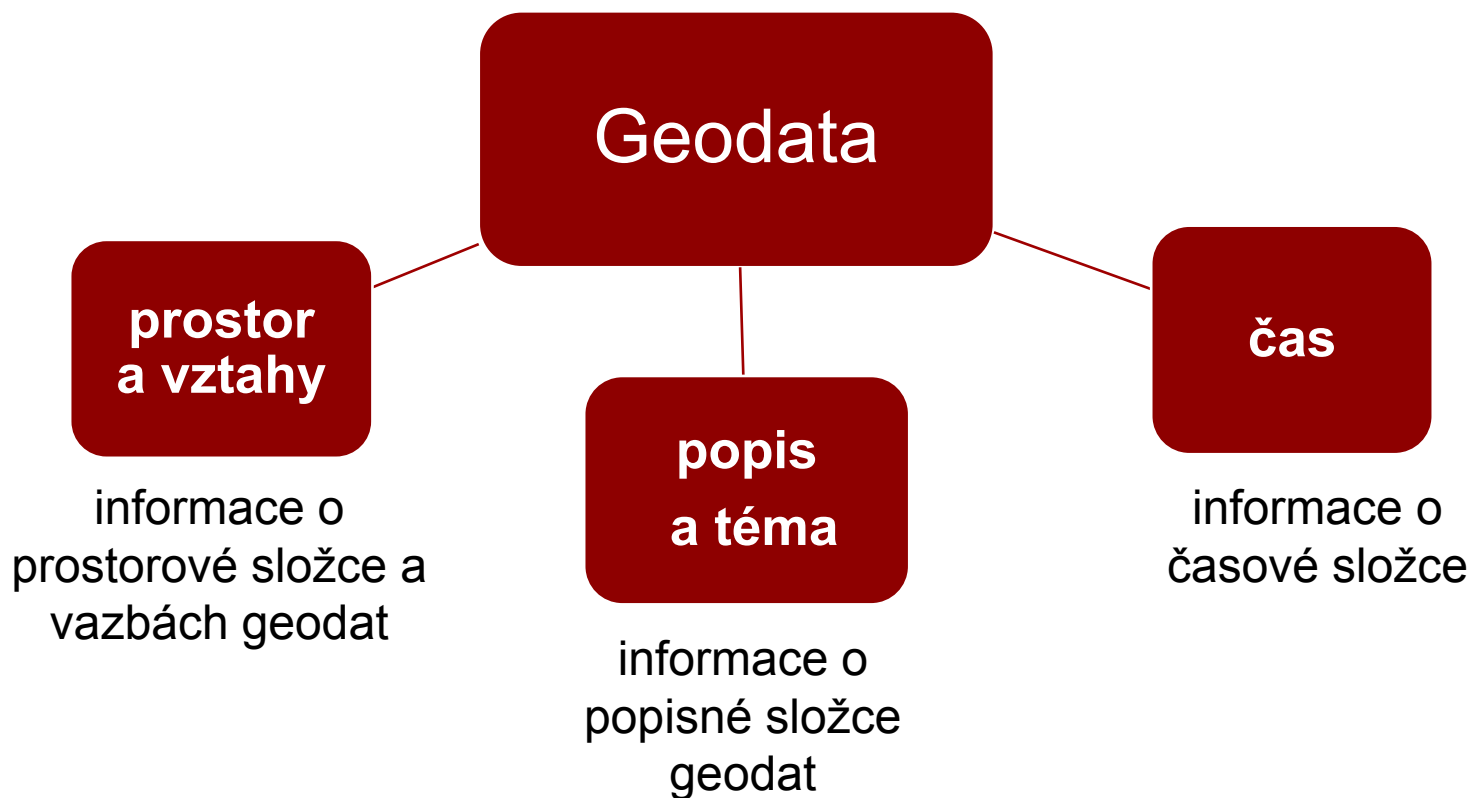 Geodata
prostor
a vztahy
informace o
prostorové složce a
vazbách geodat
popis
a téma
informace o
popisné složce
geodat
čas
informace o
časové složce